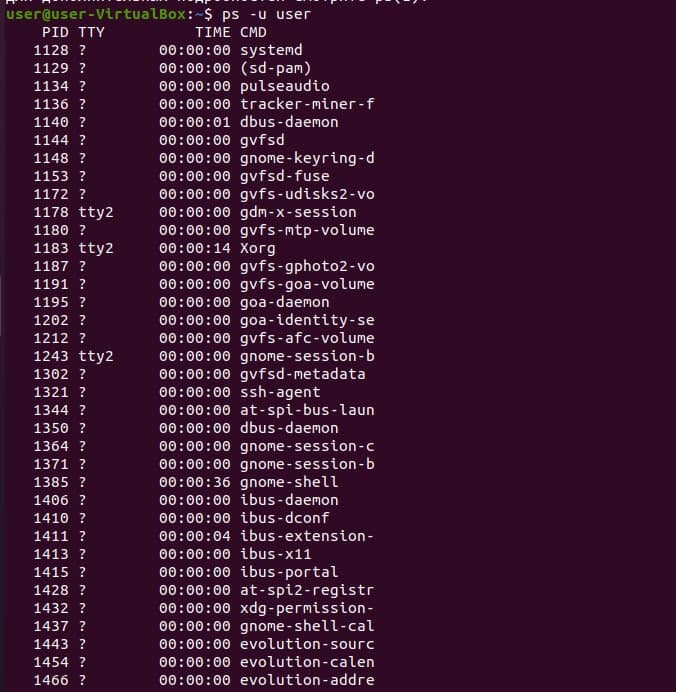 для дополнительных подробностей смотрите ps(1).
user@user-VirtualBox:~$ ps -u user
    PID TTY          TIME CMD
   1128 ?        00:00:00 systemd
   1129 ?        00:00:00 (sd-pam)
   1134 ?        00:00:00 pulseaudio
   1136 ?        00:00:00 tracker-miner-f
   1140 ?        00:00:01 dbus-daemon
   1144 ?        00:00:00 gvfsd
   1148 ?        00:00:00 gnome-keyring-d
   1153 ?        00:00:00 gvfsd-fuse
   1172 ?        00:00:00 gvfs-udisks2-vo
   1178 tty2     00:00:00 gdm-x-session
   1180 ?        00:00:00 gvfs-mtp-volume
   1183 tty2     00:00:14 Xorg
   1187 ?        00:00:00 gvfs-gphoto2-vo
   1191 ?        00:00:00 gvfs-goa-volume
   1195 ?        00:00:00 goa-daemon
   1202 ?        00:00:00 goa-identity-se
   1212 ?        00:00:00 gvfs-afc-volume
   1243 tty2     00:00:00 gnome-session-b
   1302 ?        00:00:00 gvfsd-metadata
   1321 ?        00:00:00 ssh-agent
   1344 ?        00:00:00 at-spi-bus-laun
   1350 ?        00:00:00 dbus-daemon
   1364 ?        00:00:00 gnome-session-c
   1371 ?        00:00:00 gnome-session-b
   1385 ?        00:00:36 gnome-shell
   1406 ?        00:00:00 ibus-daemon
   1410 ?        00:00:00 ibus-dconf
   1411 ?        00:00:04 ibus-extension-
   1413 ?        00:00:00 ibus-x11
   1415 ?        00:00:00 ibus-portal
   1428 ?        00:00:00 at-spi2-registr
   1432 ?        00:00:00 xdg-permission-
   1437 ?        00:00:00 gnome-shell-cal
   1443 ?        00:00:00 evolution-sourc
   1454 ?        00:00:00 evolution-calen
   1466 ?        00:00:00 evolution-addre